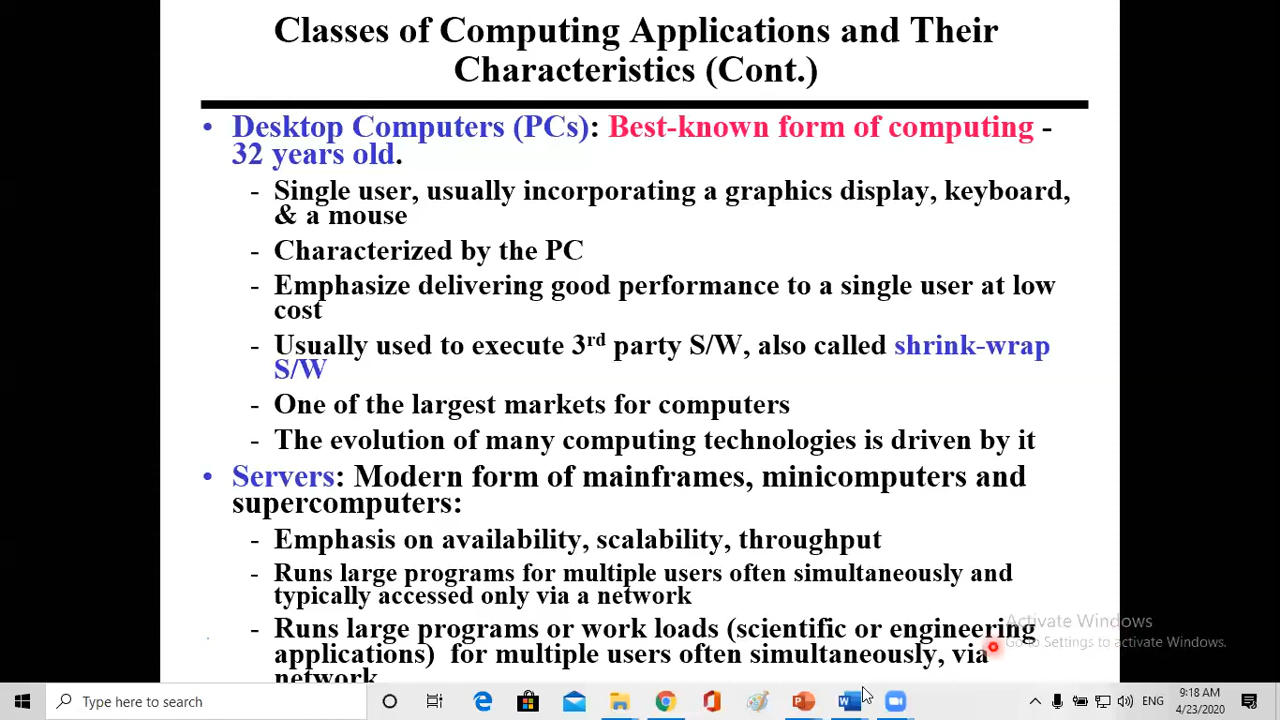 Classes of Computing Applications and Their
Characteristics (Cont.)
• Desktop Computers (PCs): Best-known form of computing -
32 years old.
- Single user, usually incorporating a graphics display, keyboard,
& a mouse
- Characterized by the PC
- Emphasize delivering good performance to a single user at low
cost
- Usually used to execute 3rd party S/W, also called shrink-wrap
S/W
- One of the largest markets for computers
- The evolution of many computing technologies is driven by it
• Servers: Modern form of mainframes, minicomputers and
supercomputers:
- Emphasis on availability, scalability, throughput
- Runs large programs for multiple users often simultaneously and
typically accessed only via a network
- Runs large programs or work loads (scientific or engineering
applications) for multiple users often simultaneously, via
network
Activate Windows
Go to Settings to activate Windows.
Type here to search
ENG
9:18 AM
4/23/2020